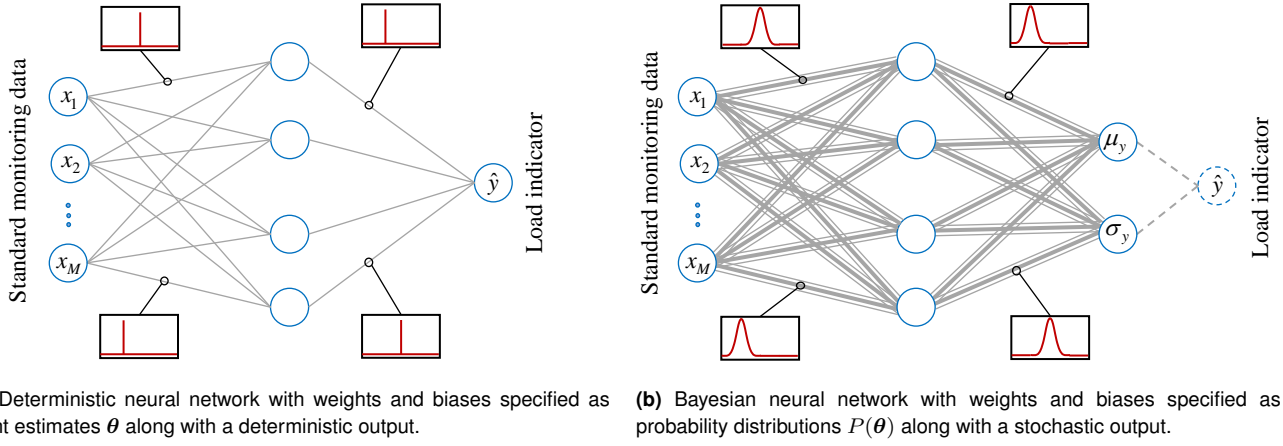 Standard monitoring data
x1
x2
xM
ŷ
Load indicator
Deterministic neural network with weights and biases specified as
estimates θ along with a deterministic output.
Standard monitoring data
x1
x2
xM
μy
σy
ŷ
Load indicator
(b) Bayesian neural network with weights and biases specified as
probability distributions P(θ) along with a stochastic output.